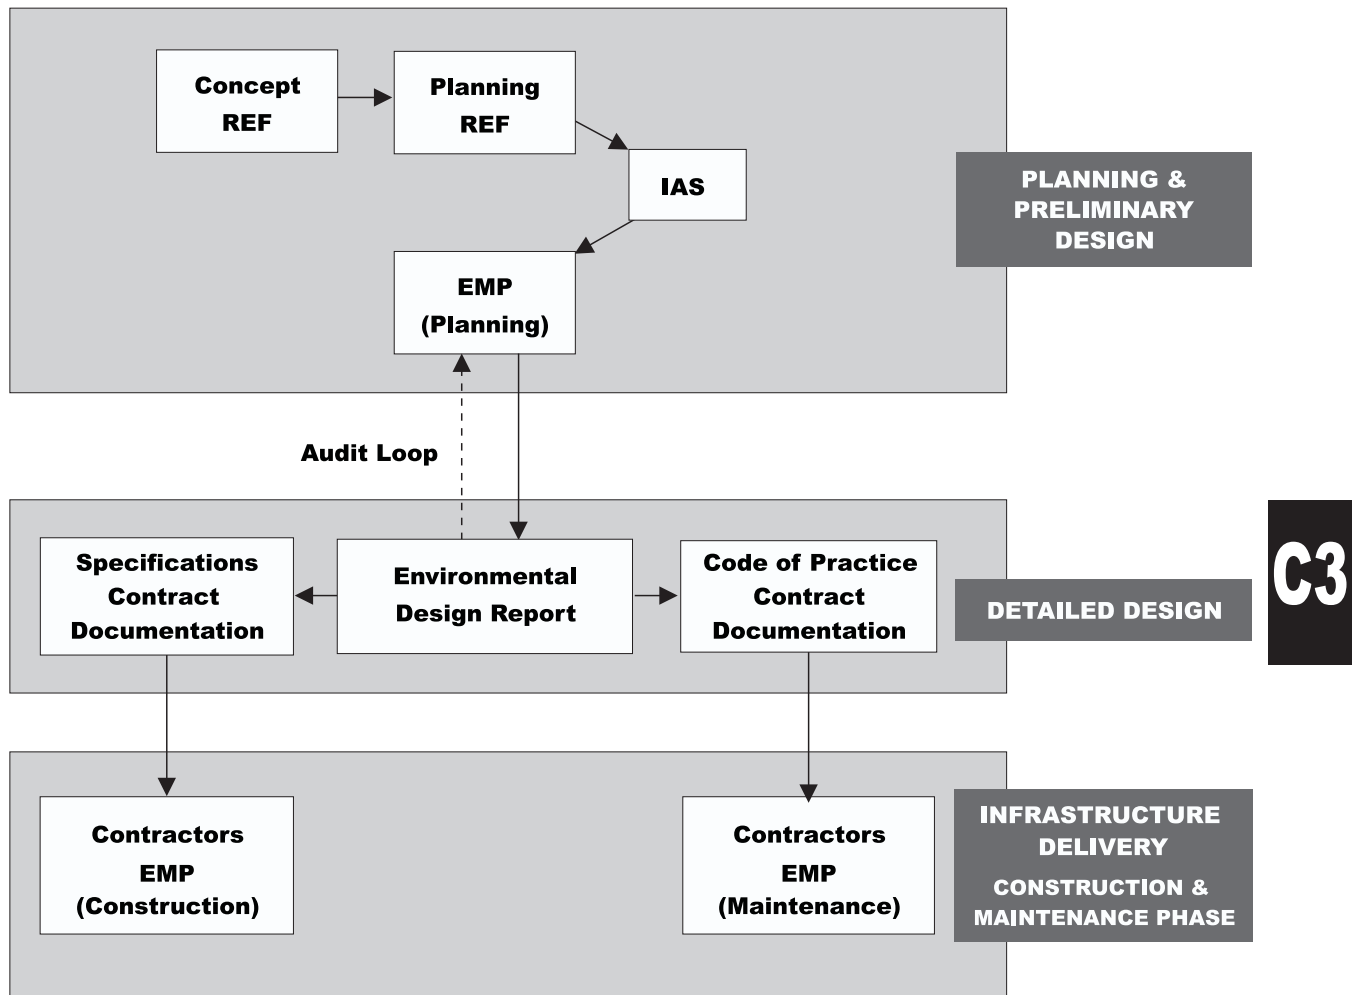 Concept
REF
Planning
REF
IAS
EMP
(Planning)
PLANNING &
PRELIMINARY
DESIGN
Audit Loop
Specifications
Contract
Documentation
Environmental
Design Report
Code of Practice
Contract
Documentation
DETAILED DESIGN
C3
Contractors
EMP
(Construction)
Contractors
EMP
(Maintenance)
INFRASTRUCTURE
DELIVERY
CONSTRUCTION &
MAINTENANCE PHASE